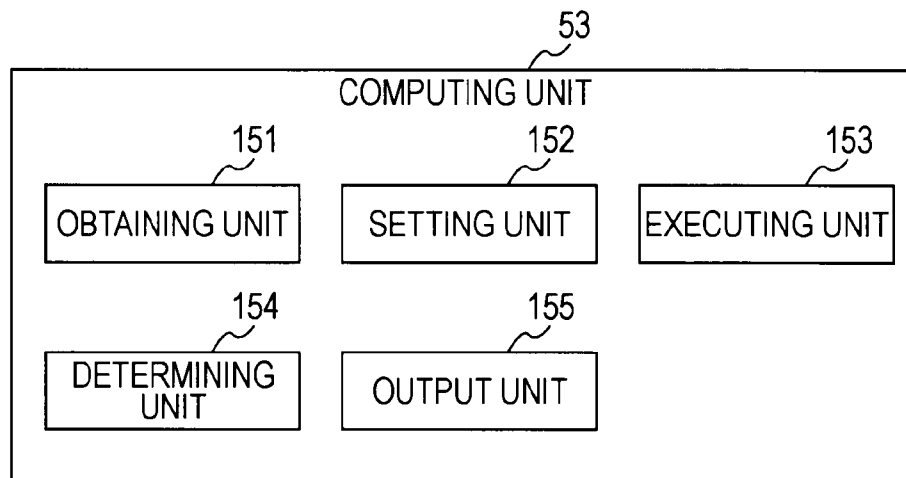 53
COMPUTING UNIT
151
152
153
OBTAINING UNIT
SETTING UNIT
EXECUTING UNIT
154
155
DETERMINING
UNIT
OUTPUT UNIT